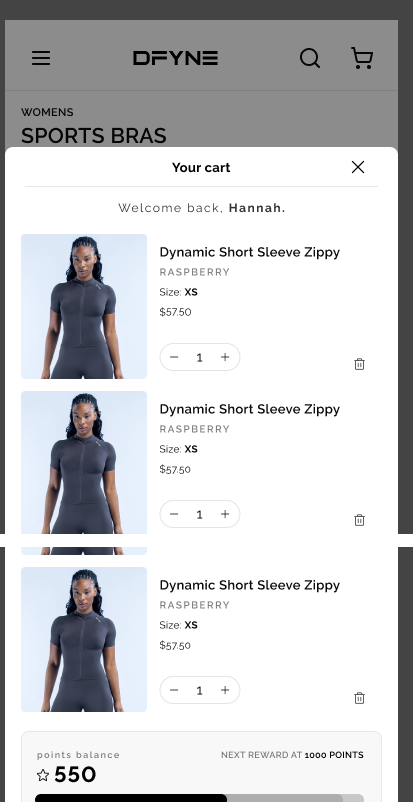 DFYNE
WOMENS
SPORTS BRAS
Your cart
Welcome back, Hannah.
Dynamic Short Sleeve Zippy
RASPBERRY
Size: XS
$57.50
1
Dynamic Short Sleeve Zippy
RASPBERRY
Size: XS
$57.50
1
Dynamic Short Sleeve Zippy
RASPBERRY
Size: XS
$57.50
1
points balance
NEXT REWARD AT 1000 POINTS
550